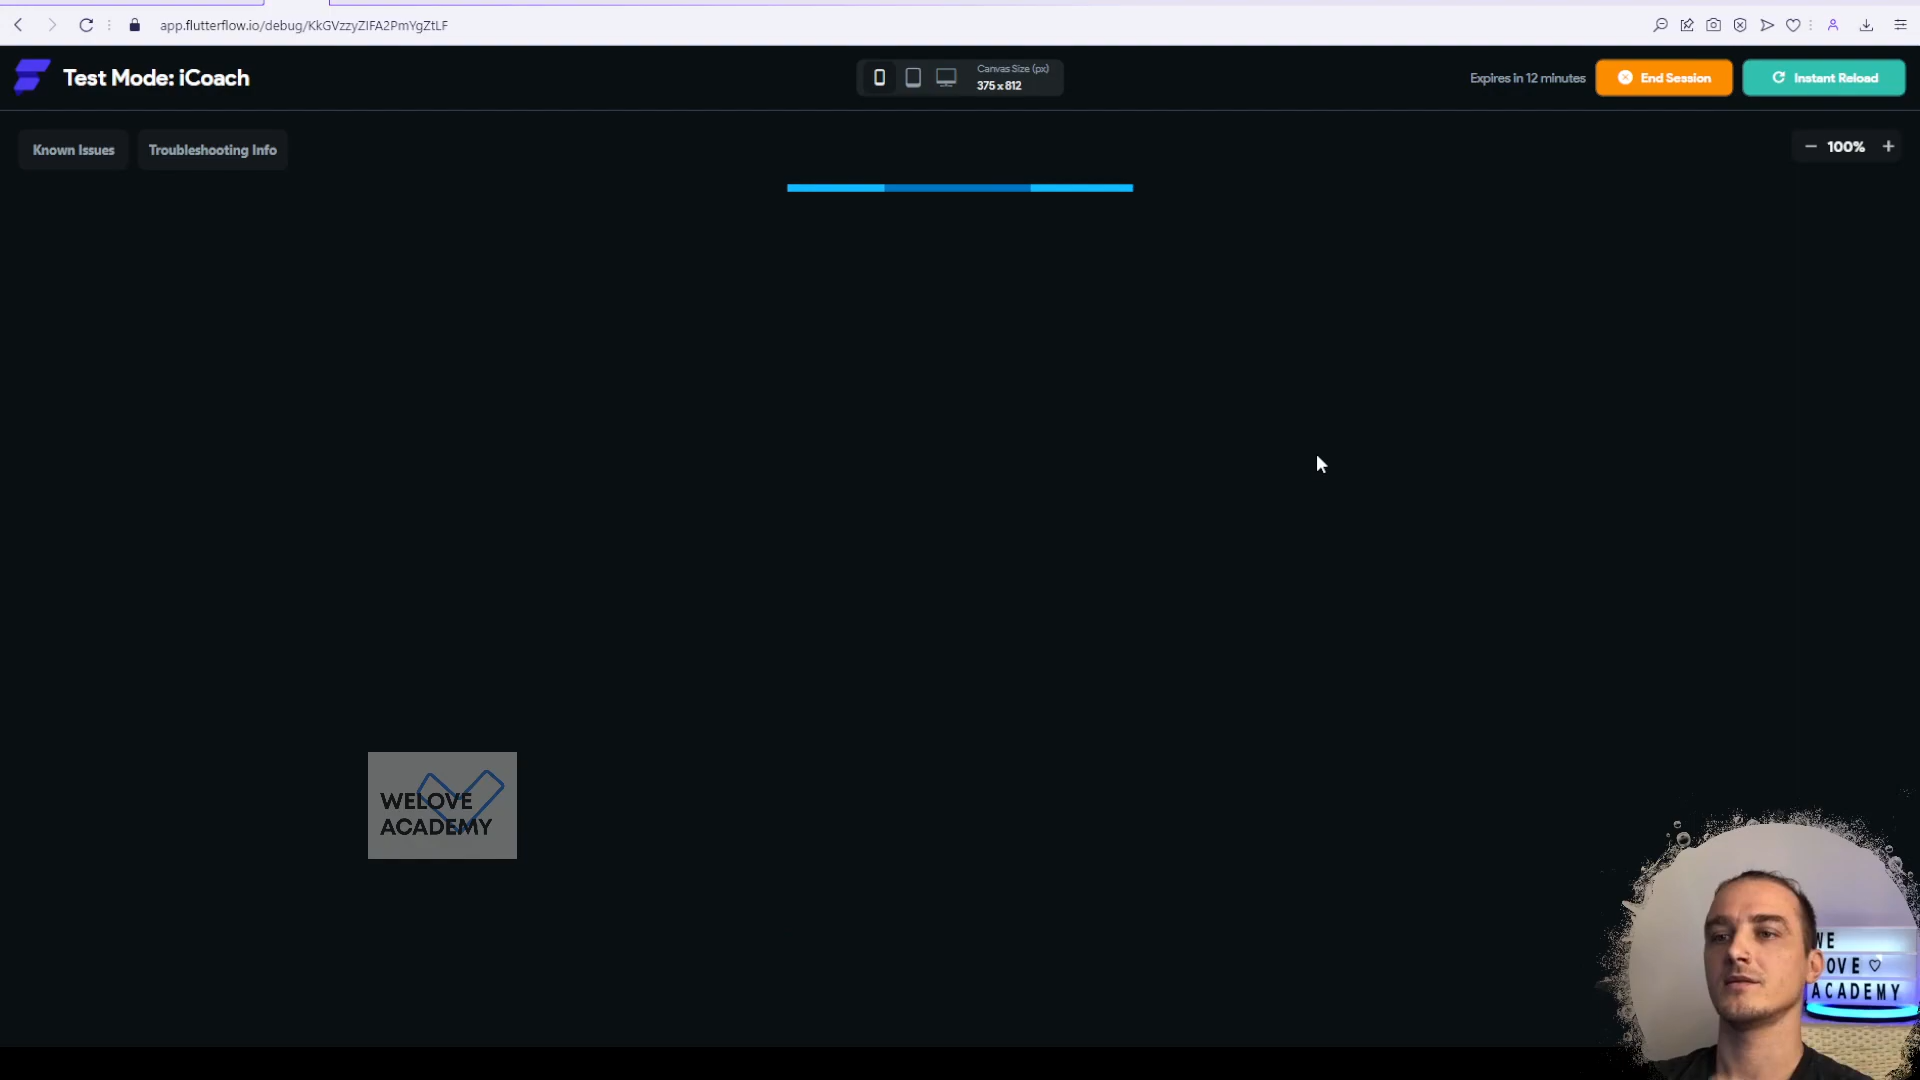 app.flutterflow.io/debug/KkGVzzyZIFA2PmYgZtLF
Test Mode: iCoach
Canvas Size (px)
375 x 812
Expires in 12 minutes
End Session
Instant Reload
Known Issues
Troubleshooting Info
100%
WELOVE
ACADEMY
WE
OVE
ACADEMY